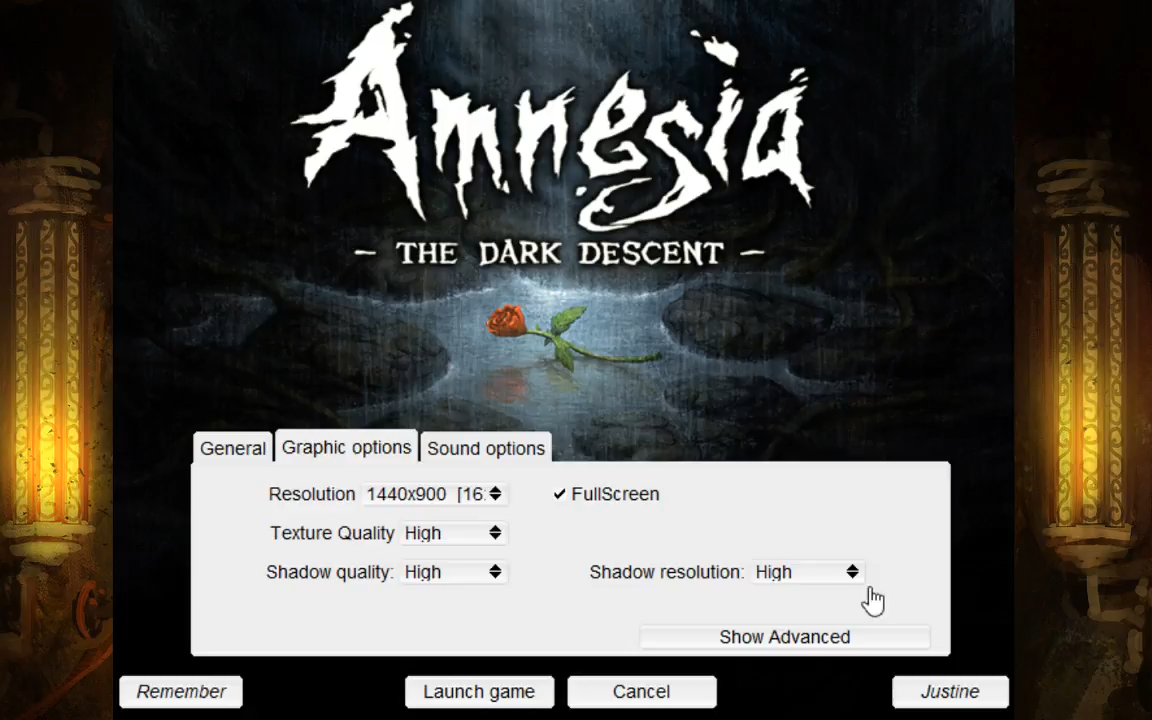 Amnesia
– THE DARK DESCENT –
General Graphic options Sound options
Resolution 1440x900 [16: FullScreen
Texture Quality High
Shadow quality: High Shadow resolution: High
Show Advanced
Remember Launch game Cancel Justine